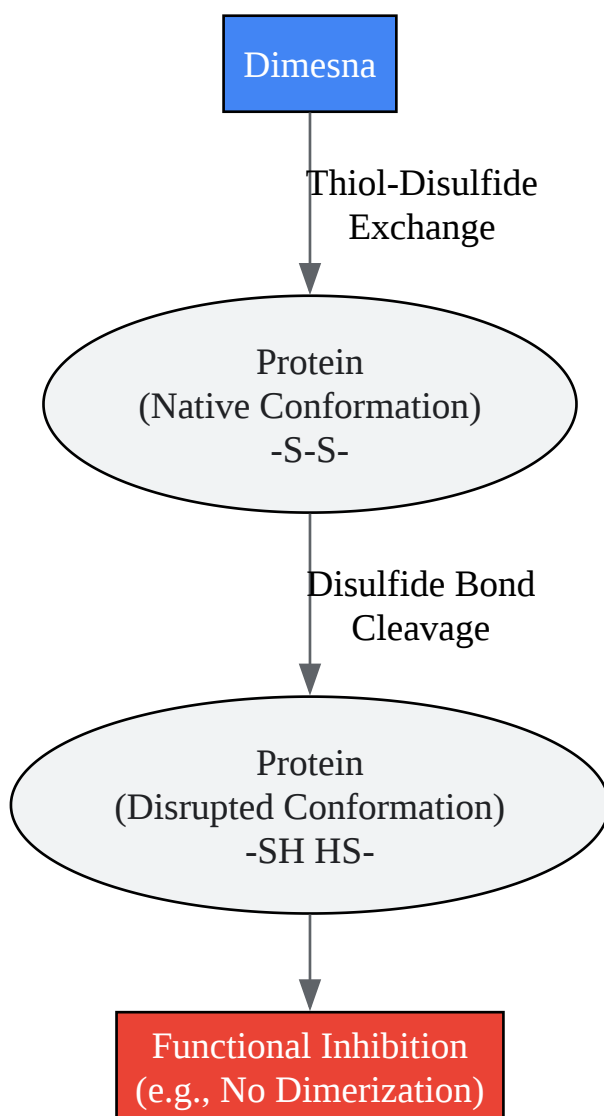 Dimesna
Thiol-Disulfide
Exchange
Protein
(Native Conformation)
-S-S-
Disulfide Bond
Cleavage
Protein
(Disrupted Conformation)
-SH HS-
Functional Inhibition
(e.g., No Dimerization)